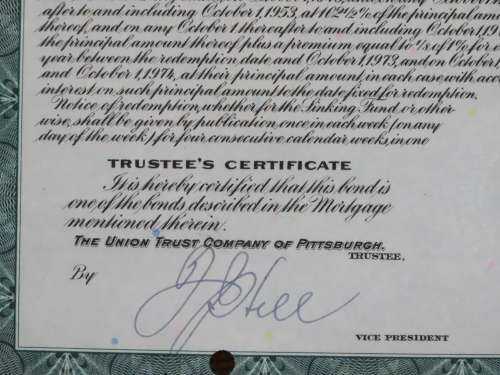 after to and including October 1, 1953, at 102½% of the principal amo
thereof, and on any October 1 thereafter to and including October 1, 19
the principal amount thereof plus a premium equal to ⅛ of 1% for e
year between the redemption date and October 1, 1973, and on October 1,
and October 1, 1974, at their principal amount, in each case, with acc
interest on such principal amount to the date fixed for redemption.
Notice of redemption, whether for the Sinking Fund or other-
wise, shall be given by publication, once in each week (on any
day of the week) for four consecutive calendar weeks, in one
TRUSTEE'S CERTIFICATE
It is hereby certified that this bond is
one of the bonds, described in the Mortgage
mentioned therein.
THE UNION TRUST COMPANY OF PITTSBURGH,
TRUSTEE,
By
Hill
VICE PRESIDENT